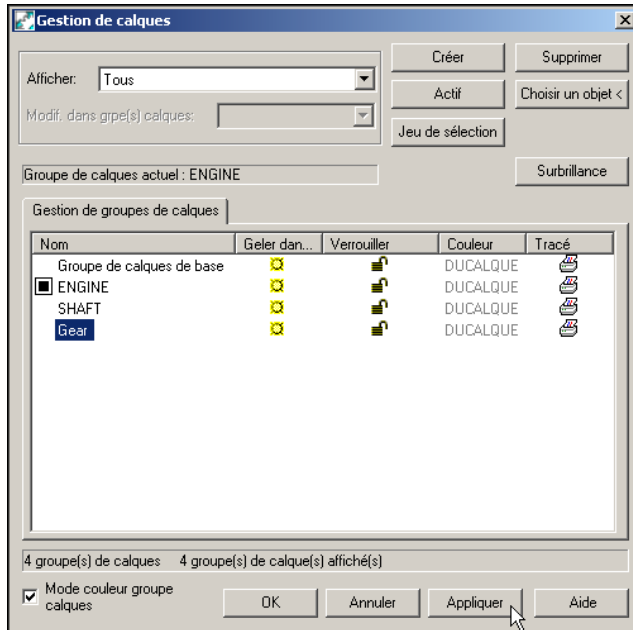 Gestion de calques
Afficher: Tous
Modif. dans grpe(s) calques:
Créer
Supprimer
Actif
Choisir un objet <
Jeu de sélection
Groupe de calques actuel : ENGINE
Surbrillance
Gestion de groupes de calques
Nom Geler dan... Verrouiller Couleur Tracé
Groupe de calques de base DUCALQUE
ENGINE DUCALQUE
SHAFT DUCALQUE
Gear DUCALQUE
4 groupe(s) de calques 4 groupe(s) de calque(s) affiché(s)
Mode couleur groupe
calques
OK
Annuler
Appliquer
Aide